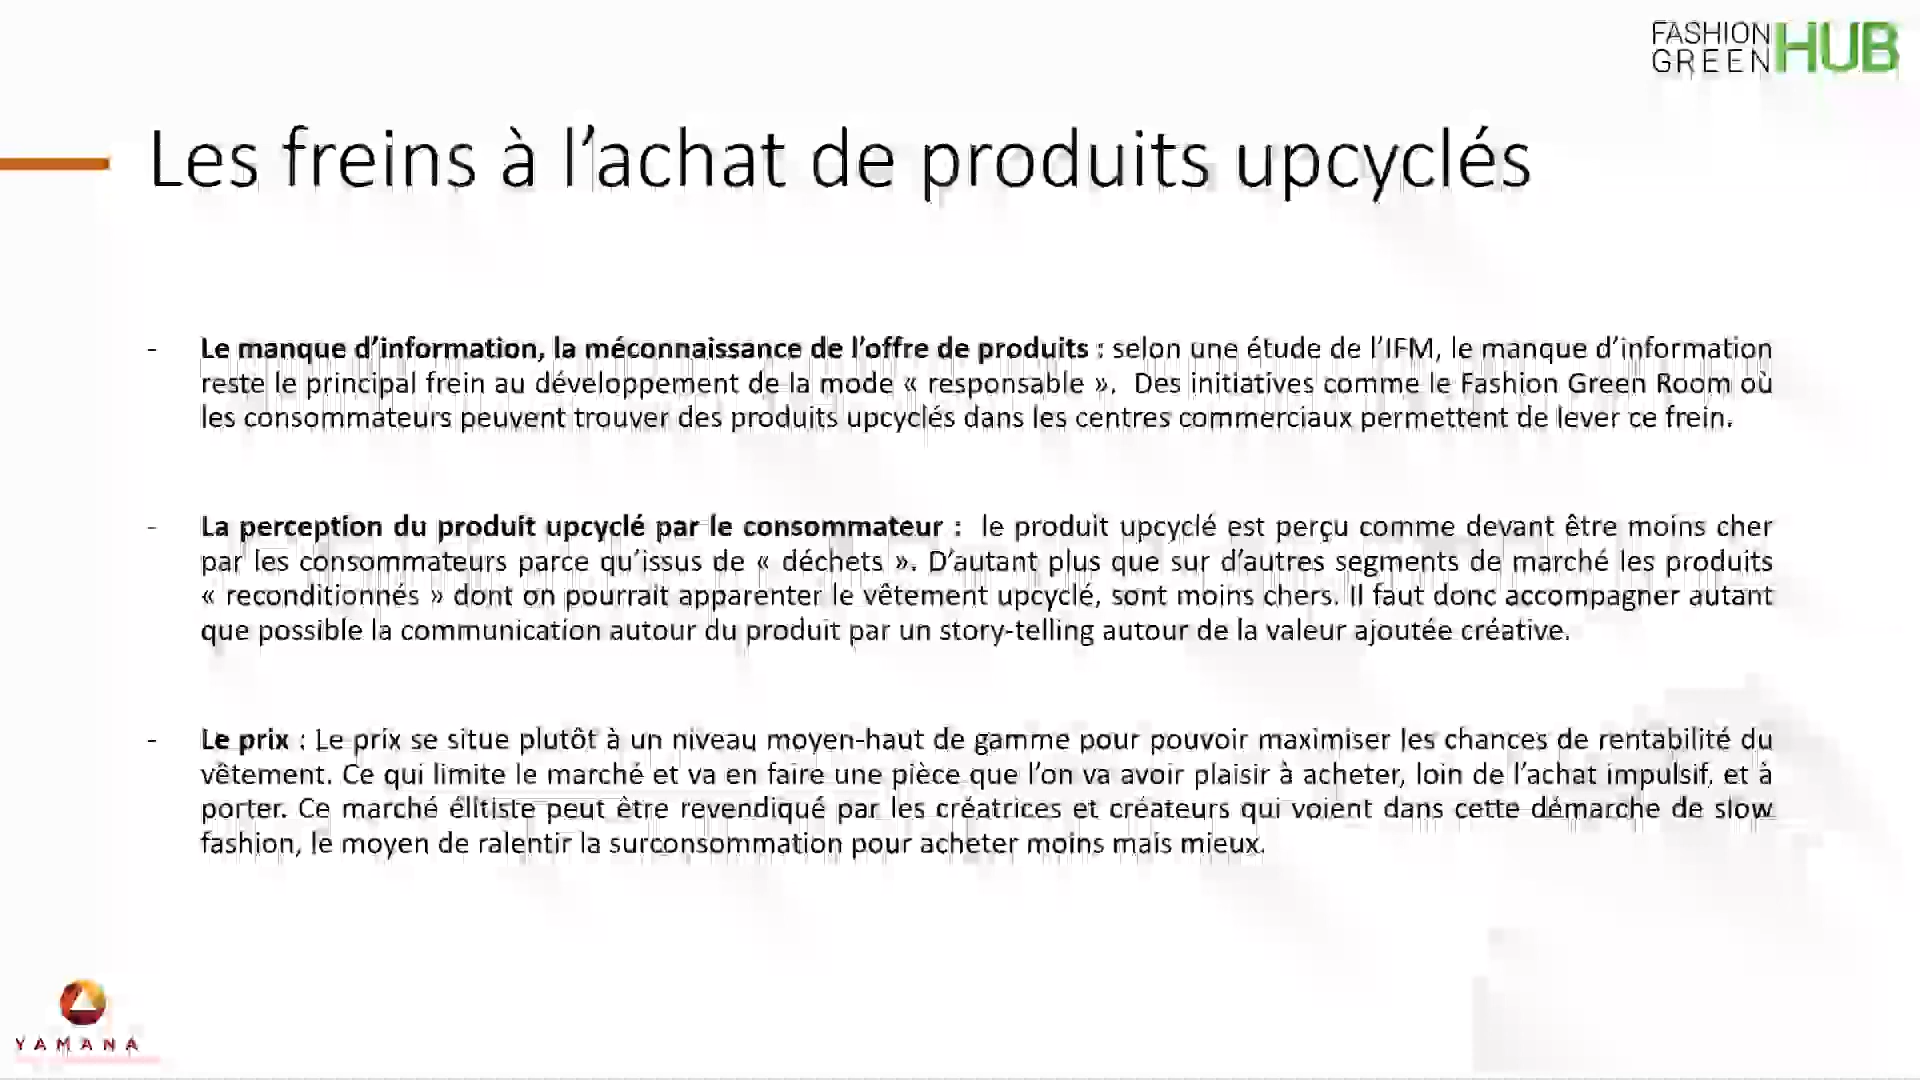 FASHION
GREEN HUB
Les freins à l’achat de produits upcyclés
- Le manque d’information, la méconnaissance de l’offre de produits : selon une étude de l’IFM, le manque d’information
reste le principal frein au développement de la mode « responsable ». Des initiatives comme le Fashion Green Room où
les consommateurs peuvent trouver des produits upcyclés dans les centres commerciaux permettent de lever ce frein.
- La perception du produit upcyclé par le consommateur : le produit upcyclé est perçu comme devant être moins cher
par les consommateurs parce qu’issus de « déchets ». D’autant plus que sur d’autres segments de marché les produits
« reconditionnés » dont on pourrait apparenter le vêtement upcyclé, sont moins chers. Il faut donc accompagner autant
que possible la communication autour du produit par un story-telling autour de la valeur ajoutée créative.
- Le prix : Le prix se situe plutôt à un niveau moyen-haut de gamme pour pouvoir maximiser les chances de rentabilité du
vêtement. Ce qui limite le marché et va en faire une pièce que l’on va avoir plaisir à acheter, loin de l’achat impulsif, et à
porter. Ce marché élitiste peut être revendiqué par les créatrices et créateurs qui voient dans cette démarche de slow
fashion, le moyen de ralentir la surconsommation pour acheter moins mais mieux.
YAMANA